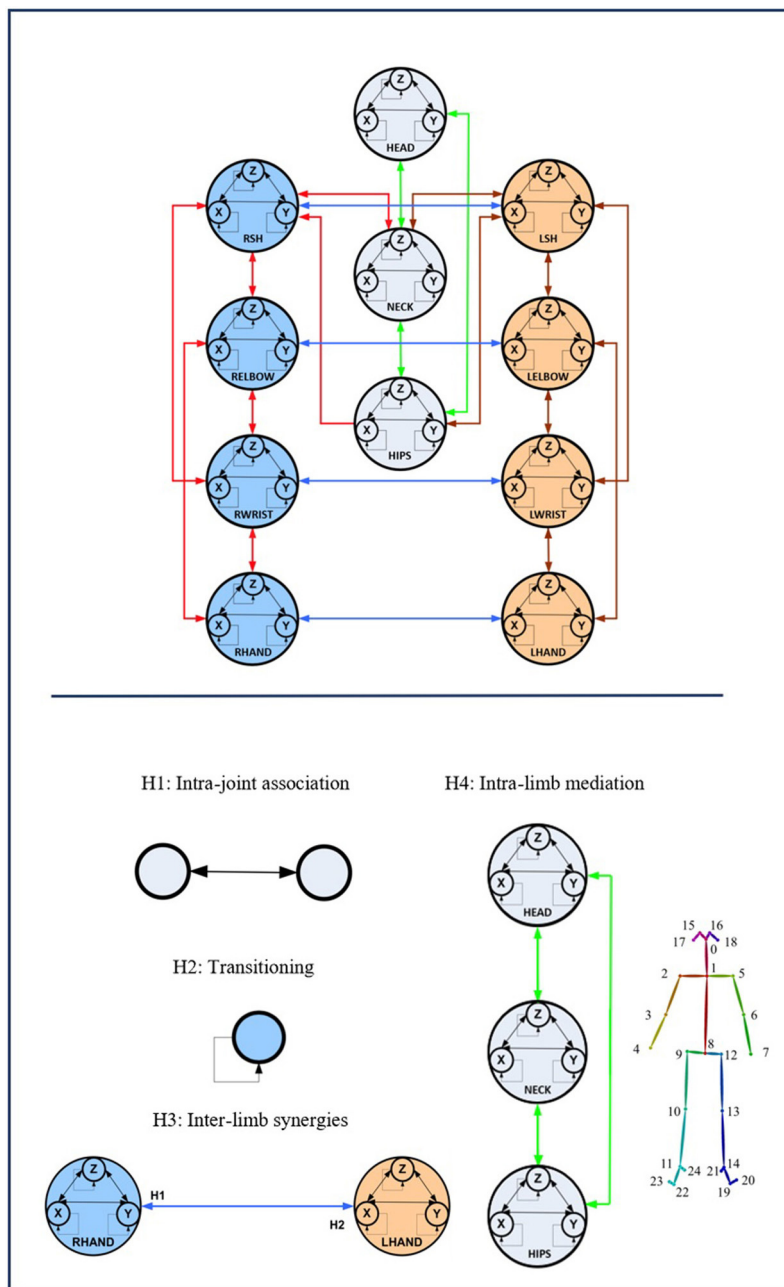 Z
X Y
HEAD
Z
X Y
RSH
Z
X Y
LSH
Z
X Y
NECK
Z
X Y
RELBOW
Z
X Y
LELBOW
Z
X Y
HIPS
Z
X Y
RWRIST
Z
X Y
LWRIST
Z
X Y
RHAND
Z
X Y
LHAND
H1: Intra-joint association
H2: Transitioning
H3: Inter-limb synergies
Z
X Y
RHAND
H1
H2
Z
X Y
LHAND
H4: Intra-limb mediation
Z
X Y
HEAD
Z
X Y
NECK
Z
X Y
HIPS
15 16
17 0 18
2 1 5
3 6
4 7
8
9 12
10 13
11 24 21 14
23 22 19 20